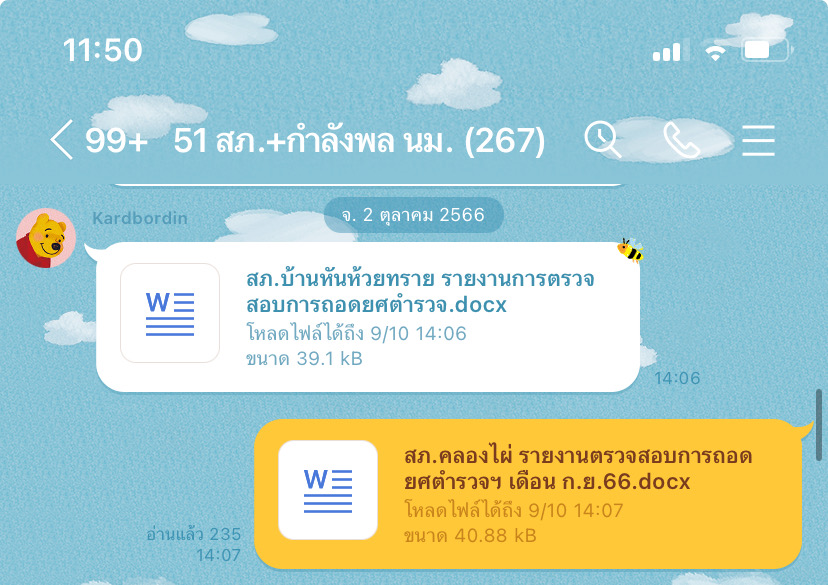 11:50
99+ 51 สภ.+กำลังพล นม. (267)
จ. 2 ตุลาคม 2566
Kardbordin
W
สภ.บ้านหันห้วยทราย รายงานการตรวจ
สอบการถอดยศตำรวจ.docx
โหลดไฟล์ได้ถึง 9/10 14:06
ขนาด 39.1 kB
14:06
W
สภ.คลองไผ่ รายงานตรวจสอบการถอด
ยศตำรวจฯ เดือน ก.ย.66.docx
โหลดไฟล์ได้ถึง 9/10 14:07
ขนาด 40.88 kB
อ่านแล้ว 235
14:07